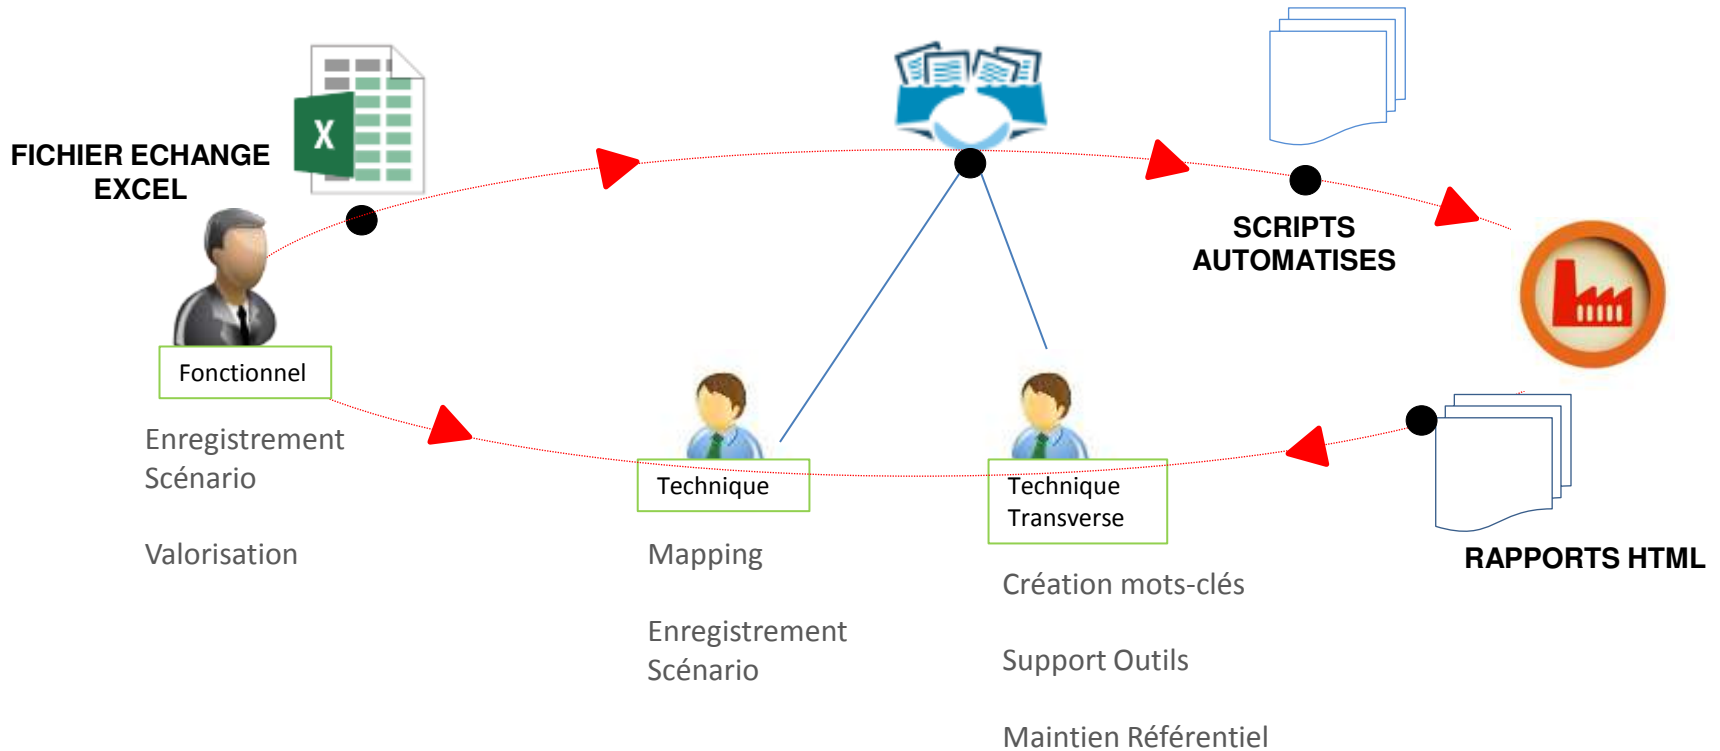 FICHIER ECHANGE
EXCEL
X
SCRIPTS
AUTOMATISES
Fonctionnel
Enregistrement
Scénario
Valorisation
Technique
Mapping
Enregistrement
Scénario
Technique
Transverse
Création mots-clés
Support Outils
Maintien Référentiel
RAPPORTS HTML